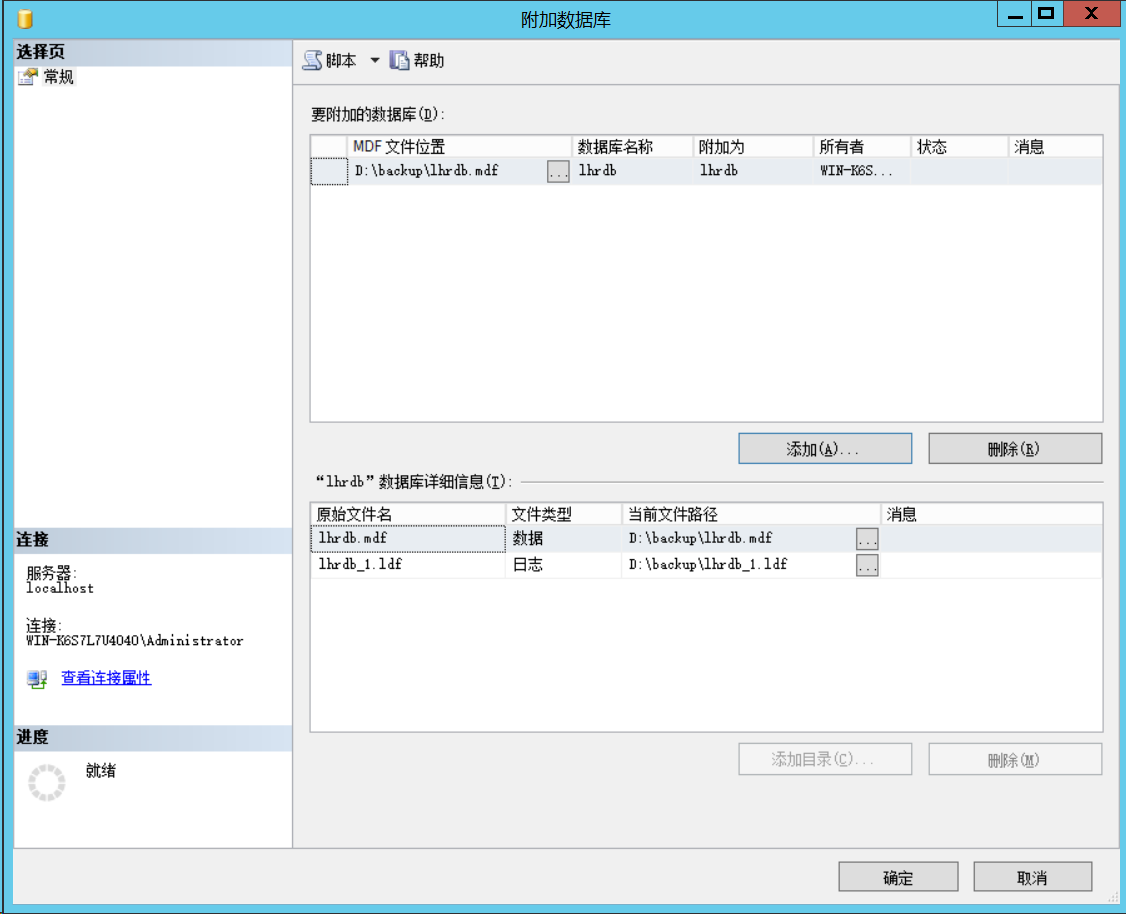 附加数据库
选择页
常规
脚本 帮助
要附加的数据库(D):
MDF 文件位置 数据库名称 附加为 所有者 状态 消息
D:\backup\lhrdb.mdf ... lhrdb lhrdb WIN-K6S...
添加(A)... 删除(R)
“lhrdb”数据库详细信息(T):
原始文件名 文件类型 当前文件路径 消息
lhrdb.mdf 数据 D:\backup\lhrdb.mdf ...
lhrdb_1.ldf 日志 D:\backup\lhrdb_1.ldf ...
添加目录(C)... 删除(M)
连接
服务器:
localhost
连接:
WIN-K6S7L7U4040\Administrator
查看连接属性
进度
就绪
确定 取消